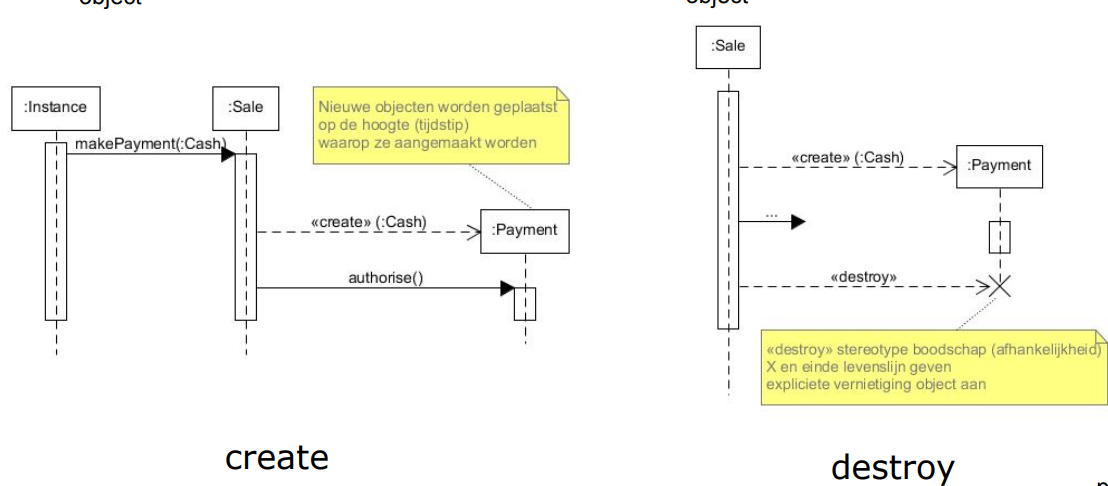 object
:Instance
:Sale
Nieuwe objecten worden geplaatst
op de hoogte (tijdstip)
waarop ze aangemaakt worden
makePayment(:Cash)
«create» (:Cash)
:Payment
authorise()
create
object
:Sale
«create» (:Cash)
:Payment
...
«destroy»
«destroy» stereotype boodschap (afhankelijkheid)
X en einde levenslijn geven
expliciete vernietiging object aan
destroy